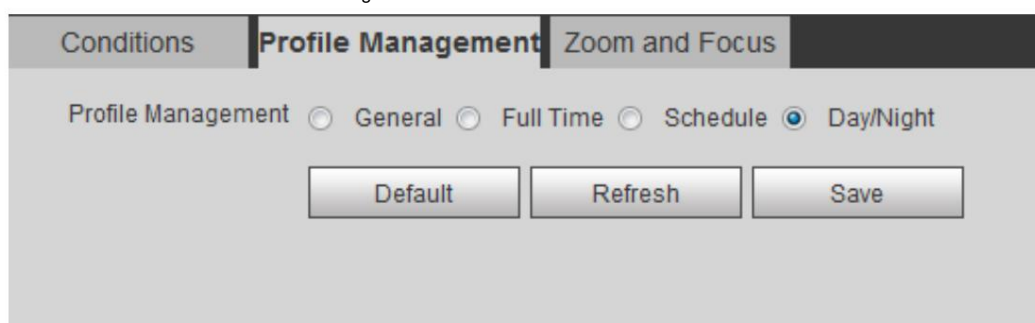 Conditions Profile Management Zoom and Focus
Profile Management General Full Time Schedule Day/Night
Default Refresh Save